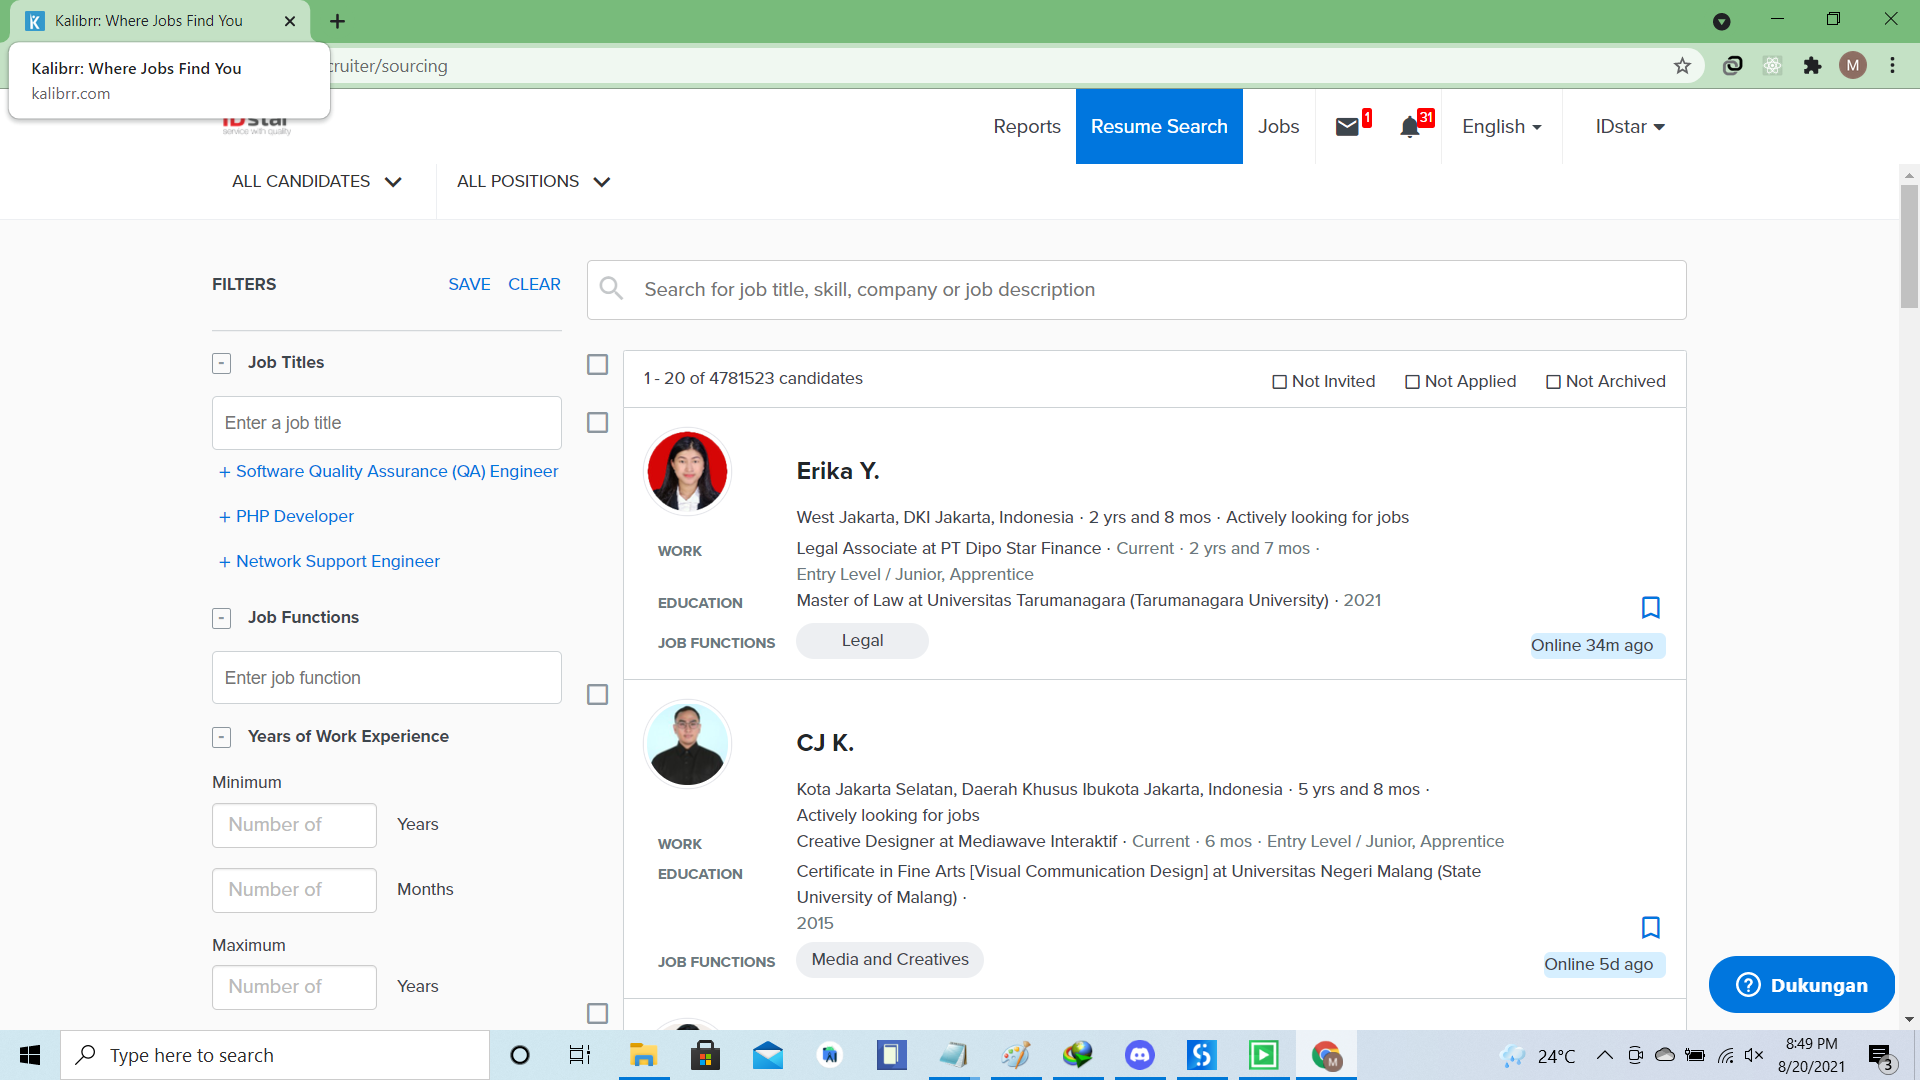 Kalibrr: Where Jobs Find You
Kalibrr: Where Jobs Find You
kalibrr.com
cruiter/sourcing
M
IDstar
service with quality
Reports
Resume Search
Jobs
1
31
English
IDstar
ALL CANDIDATES
ALL POSITIONS
FILTERS
SAVE
CLEAR
Search for job title, skill, company or job description
Job Titles
Enter a job title
+ Software Quality Assurance (QA) Engineer
+ PHP Developer
+ Network Support Engineer
Job Functions
Enter job function
Years of Work Experience
Minimum
Number of
Years
Number of
Months
Maximum
Number of
Years
1 - 20 of 4781523 candidates
Not Invited
Not Applied
Not Archived
Erika Y.
West Jakarta, DKI Jakarta, Indonesia · 2 yrs and 8 mos · Actively looking for jobs
WORK
Legal Associate at PT Dipo Star Finance · Current · 2 yrs and 7 mos ·
Entry Level / Junior, Apprentice
EDUCATION
Master of Law at Universitas Tarumanagara (Tarumanagara University) · 2021
JOB FUNCTIONS
Legal
Online 34m ago
CJ K.
Kota Jakarta Selatan, Daerah Khusus Ibukota Jakarta, Indonesia · 5 yrs and 8 mos ·
Actively looking for jobs
WORK
Creative Designer at Mediawave Interaktif · Current · 6 mos · Entry Level / Junior, Apprentice
EDUCATION
Certificate in Fine Arts [Visual Communication Design] at Universitas Negeri Malang (State
University of Malang) ·
2015
JOB FUNCTIONS
Media and Creatives
Online 5d ago
Dukungan
Type here to search
M
24°C
8:49 PM
8/20/2021
3